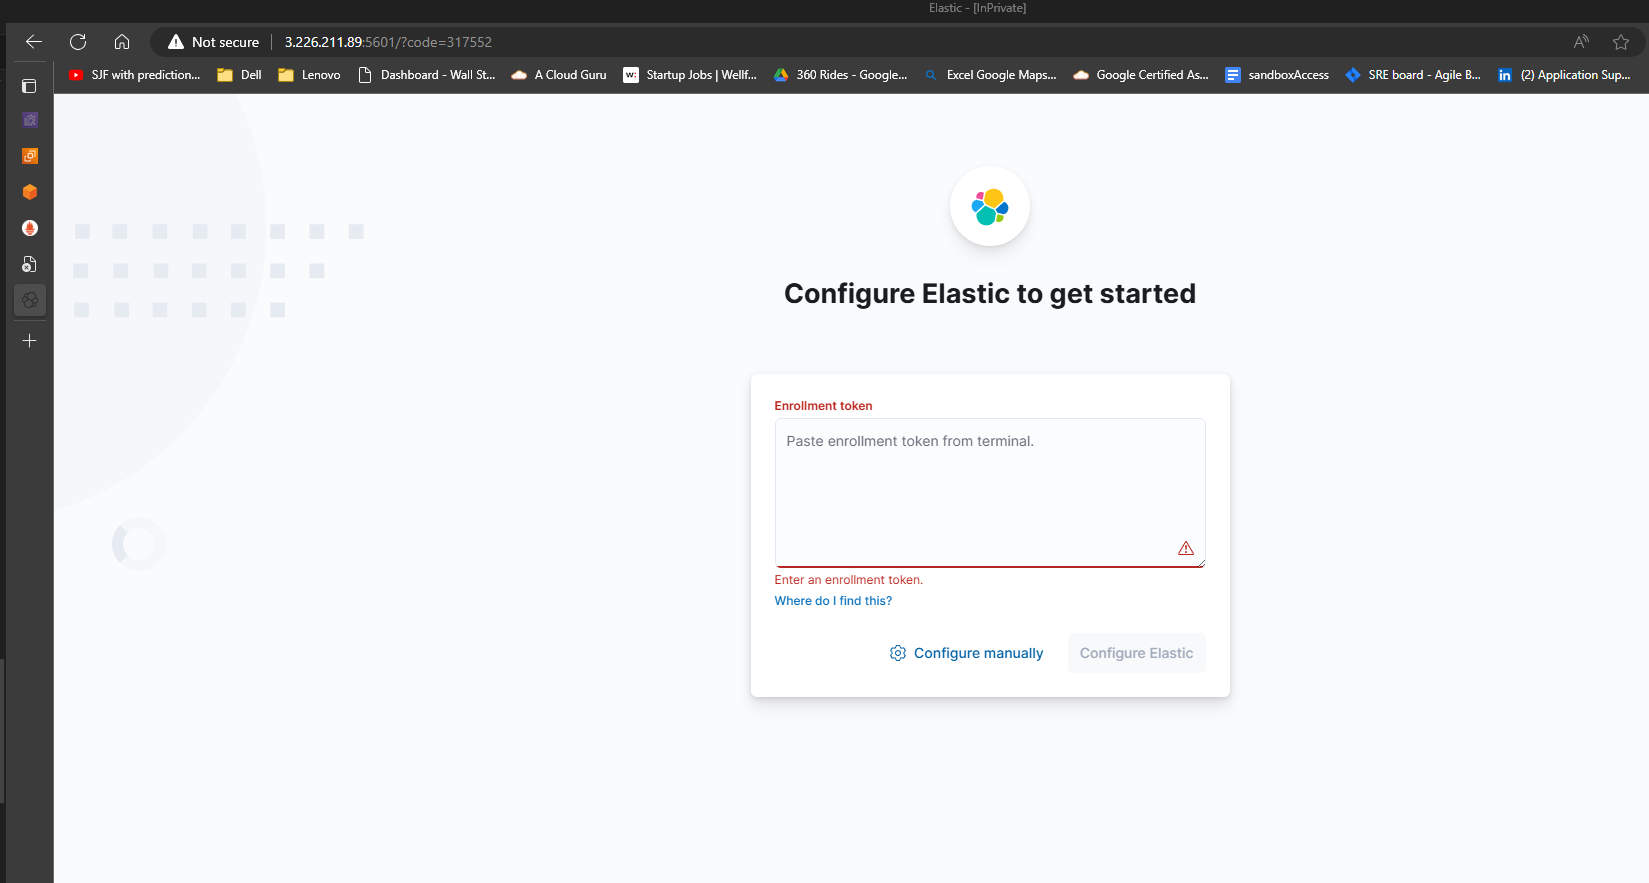 Elastic - [InPrivate]
Not secure 3.226.211.89:5601/?code=317552
SJF with prediction... Dell Lenovo Dashboard - Wall St... A Cloud Guru Startup Jobs | Wellf... 360 Rides - Google... Excel Google Maps... Google Certified As... sandboxAccess SRE board - Agile B... (2) Application Sup...
Configure Elastic to get started
Enrollment token
Paste enrollment token from terminal.
Enter an enrollment token.
Where do I find this?
Configure manually Configure Elastic